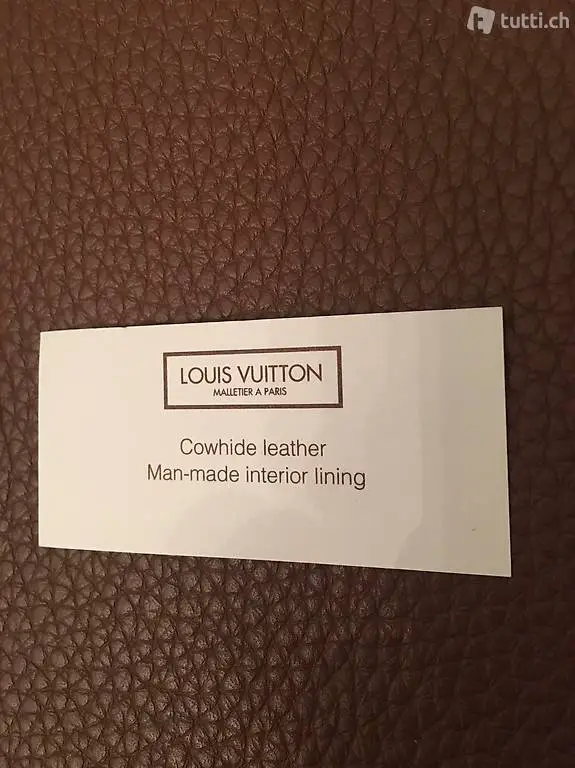 tutti.ch
LOUIS VUITTON
MALLETIER A PARIS
Cowhide leather
Man-made interior lining